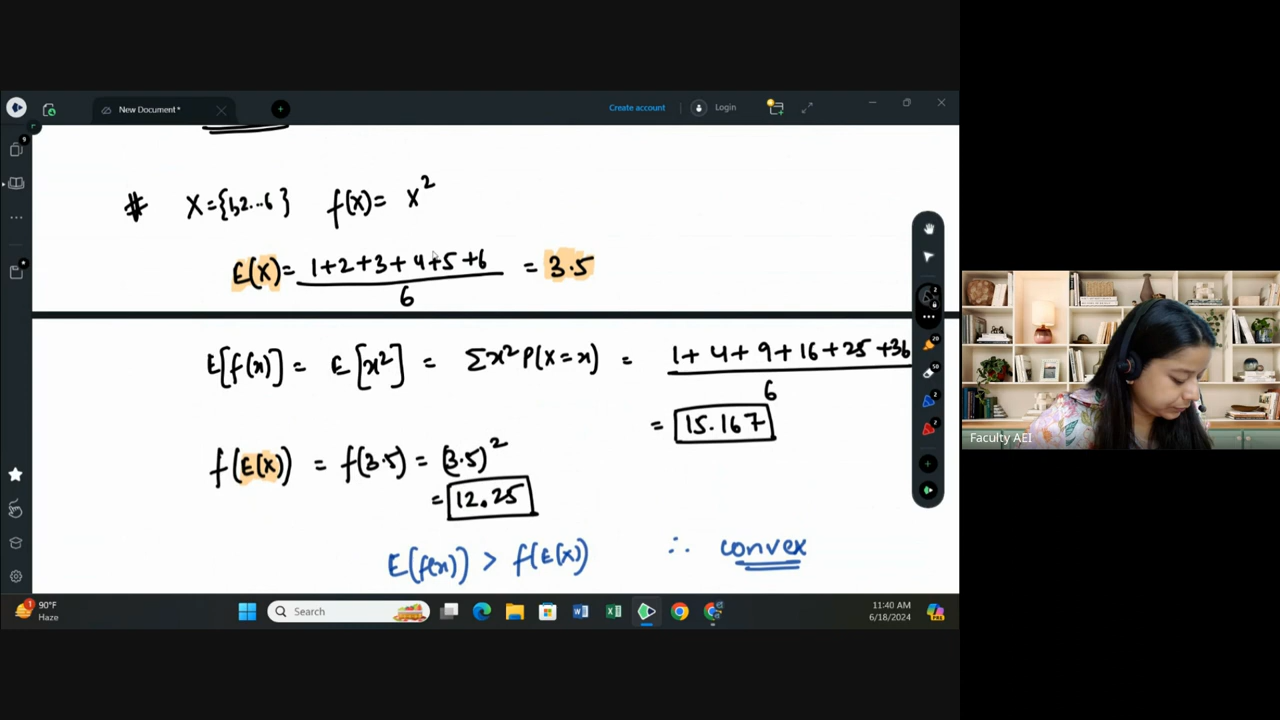 New Document*
Create account
Login
# X = {1,2...6} f(x) = x²
E(X) = 1+2+3+4+5+6 / 6 = 3.5
E[f(x)] = E[x²] = Σx² P(X=x) = 1+4+9+16+25+36 / 6
= 15.167
f(E(X)) = f(3.5) = (3.5)²
= 12.25
E(f(x)) > f(E(X)) ∴ convex
Faculty AEI
90°F
Haze
Search
11:40 AM
6/18/2024